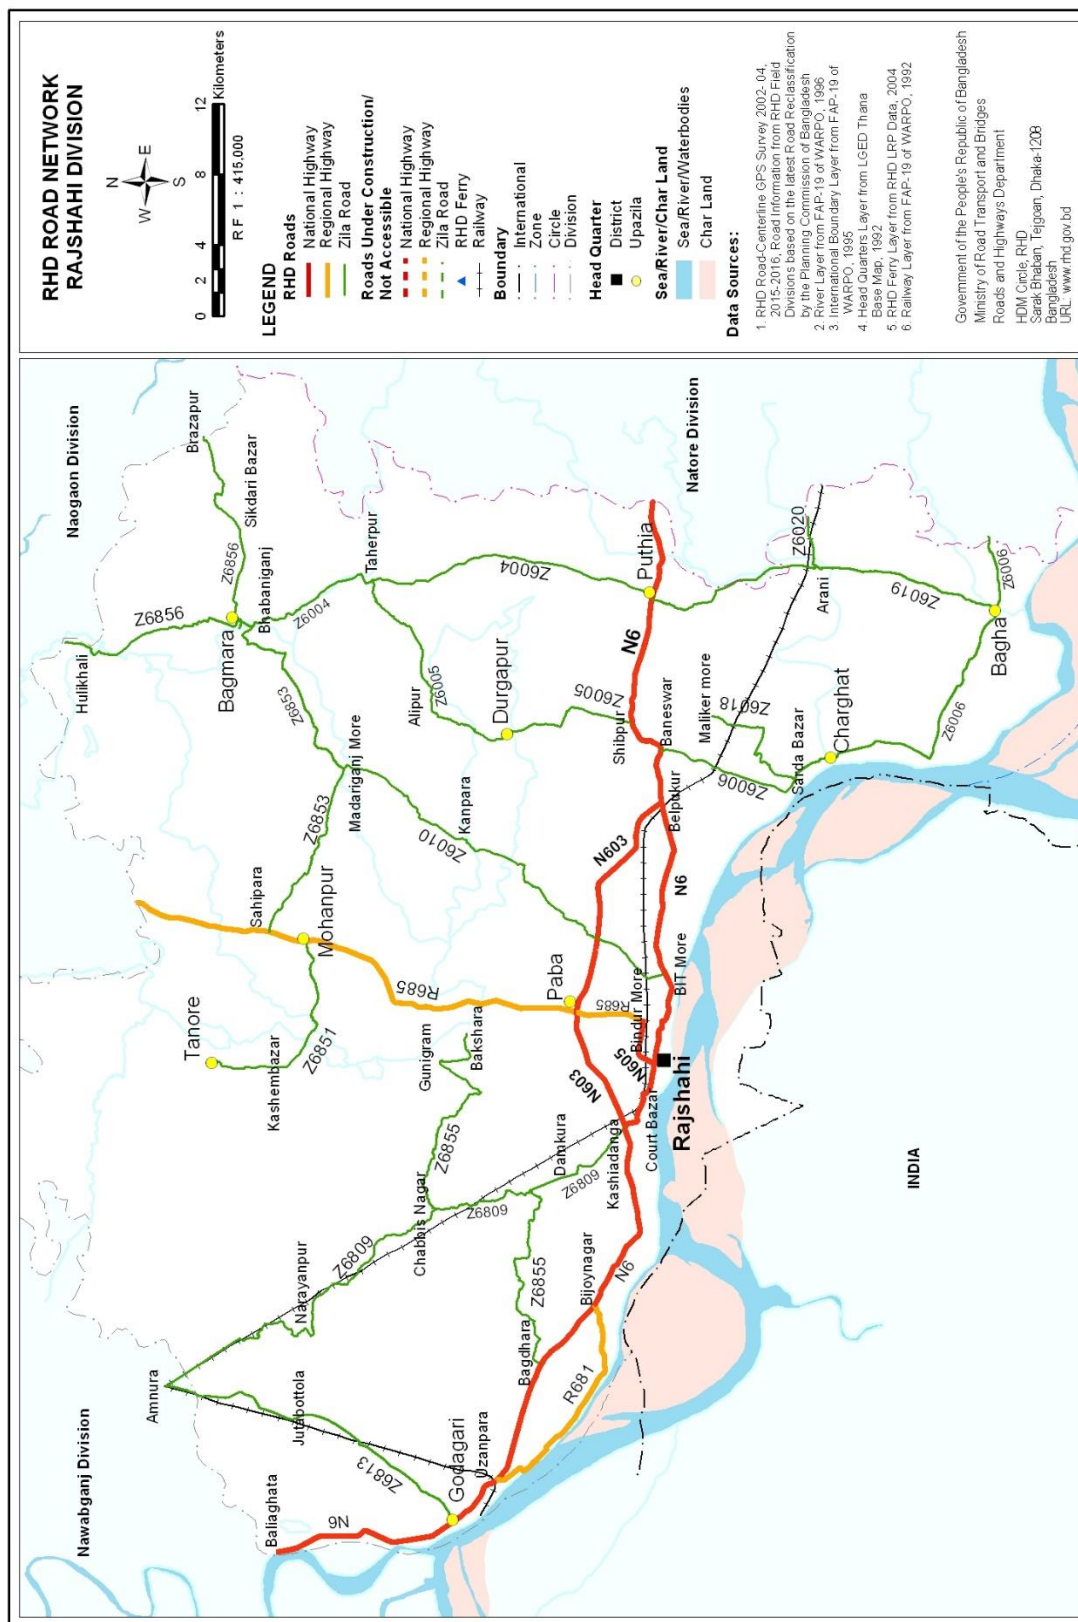 RHD ROAD NETWORK
RAJSHAHI DIVISION
N
W
E
S
0 2 4 8 12
Kilometers
R F 1 : 415,000
LEGEND
RHD Roads
National Highway
Regional Highway
Zila Road
Roads Under Construction/
Not Accessible
National Highway
Regional Highway
Zila Road
RHD Ferry
Railway
Boundary
International
Zone
Circle
Division
Head Quarter
District
Upazila
Sea/River/Char Land
Sea/River/Waterbodies
Char Land
Data Sources:
1. RHD Road-Centerline GPS Survey 2002- 04,
2015-2016, Road Information from RHD Field
Divisions based on the latest Road Reclassification
by the Planning Commission of Bangladesh
2 River Layer from FAP-19 of WARPO, 1996
3. International Boundary Layer from FAP-19 of
WARPO, 1995
4. Head Quarters Layer from LGED Thana
Base Map, 1992
5. RHD Ferry Layer from RHD LRP Data, 2004
6. Railway Layer from FAP-19 of WARPO, 1992
Government of the People's Republic of Bangladesh
Ministry of Road Transport and Bridges
Roads and Highways Department
HDM Circle, RHD
Sarak Bhaban, Tejgoan, Dhaka-1208
Bangladesh
URL: www.rhd.gov.bd
Nawabganj Division
Naogaon Division
Natore Division
INDIA
Baliaghata
N6
Amnura
Jutabottola
Z6813
Godagari
Uzanpara
Narayanpur
Z6809
Chabbis Nagar
Z6855
Gunigram
Bakshara
Z6809
Damkura
Z6809
Z6855
Bagdhara
Bijoynagar
R681
N6
Kashiadanga
Court Bazar
Rajshahi
N605
N603
Bindur More
R685
Paba
BIT More
Tanore
Kashembazar
Z6851
Mohanpur
Sahipara
R685
Z6853
Madariganj More
Z6853
Kanpara
Z6010
N603
N6
Belpukur
Hulikhali
Z6856
Bagmara
Bhabaniganj
Z6856
Sikdari Bazar
Brazapur
Z6004
Taherpur
Alipur
Z6005
Durgapur
Z6004
Z6005
Shibpur
N6
Puthia
Baneswar
Maliker more
Z6018
Z6006
Sarda Bazar
Charghat
Z6020
Arani
Z6019
Z6006
Bagha
Z6006